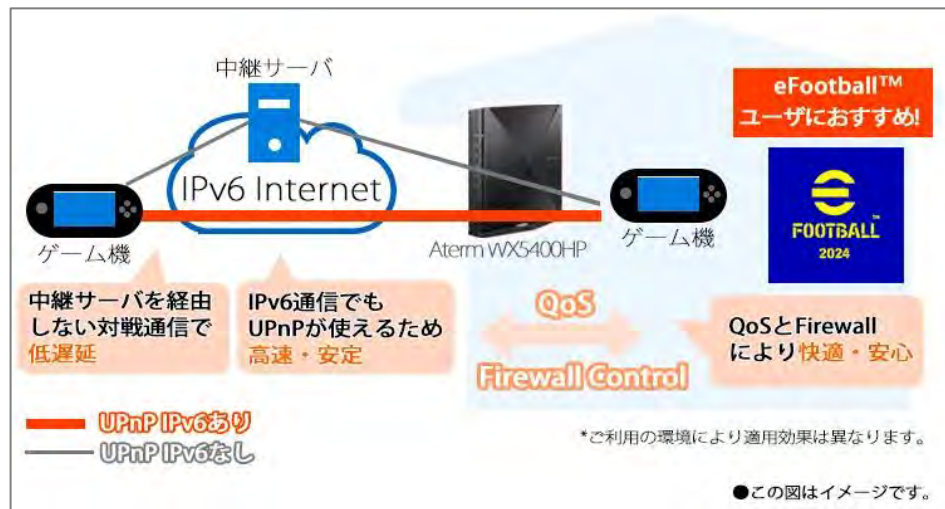 中継サーバ
eFootball™
ユーザにおすすめ!
IPv6 Internet
ゲーム機
Aterm WX5400HP
ゲーム機
FOOTBALL™
2024
中継サーバを経由
しない対戦通信で
低遅延
IPv6通信でも
UPnPが使えるため
高速・安定
QoS
Firewall Control
QoSとFirewall
により快適・安心
UPnP IPv6あり
UPnP IPv6なし
*ご利用の環境により適用効果は異なります。
●この図はイメージです。